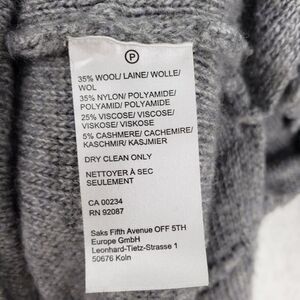 P
35% WOOL/ LAINE/ WOLLE/
WOL
35% NYLON/ POLYAMIDE/
POLYAMID/ POLYAMIDE
25% VISCOSE/ VISCOSE/
VISKOSE/ VISKOSE
5% CASHMERE/ CACHEMIRE/
KASCHMIR/ KASJMIER
DRY CLEAN ONLY
NETTOYER À SEC
SEULEMENT
CA 00234
RN 92087
Saks Fifth Avenue OFF 5TH
Europe GmbH
Leonhard-Tietz-Strasse 1
50676 Koln